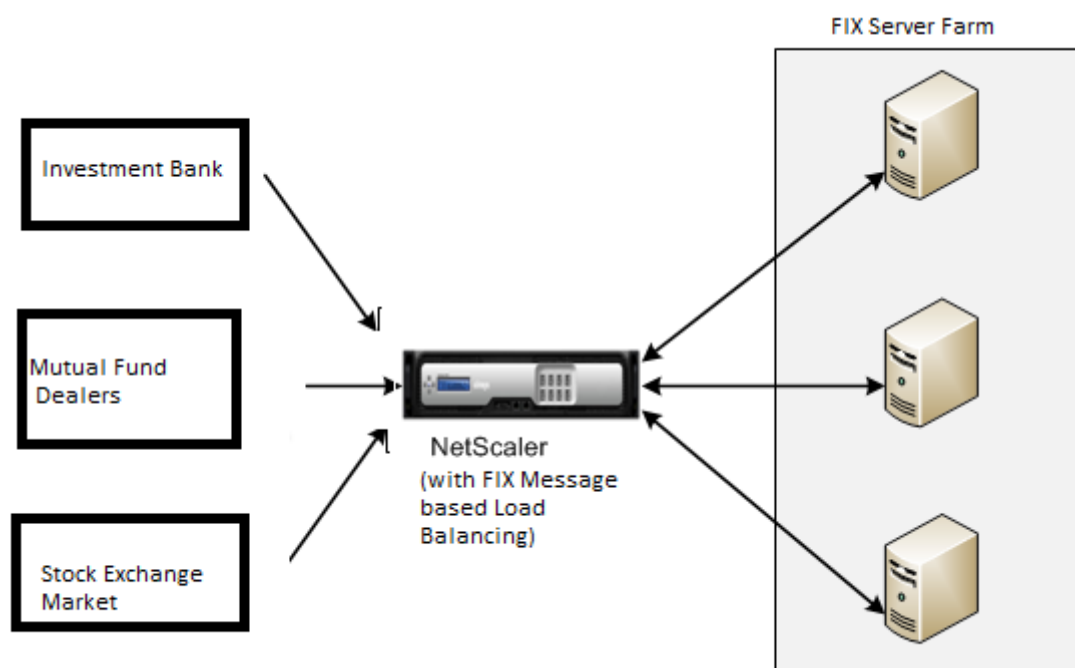 FIX Server Farm
Investment Bank
Mutual Fund
Dealers
Stock Exchange
Market
NetScaler
(with FIX Message
based Load
Balancing)